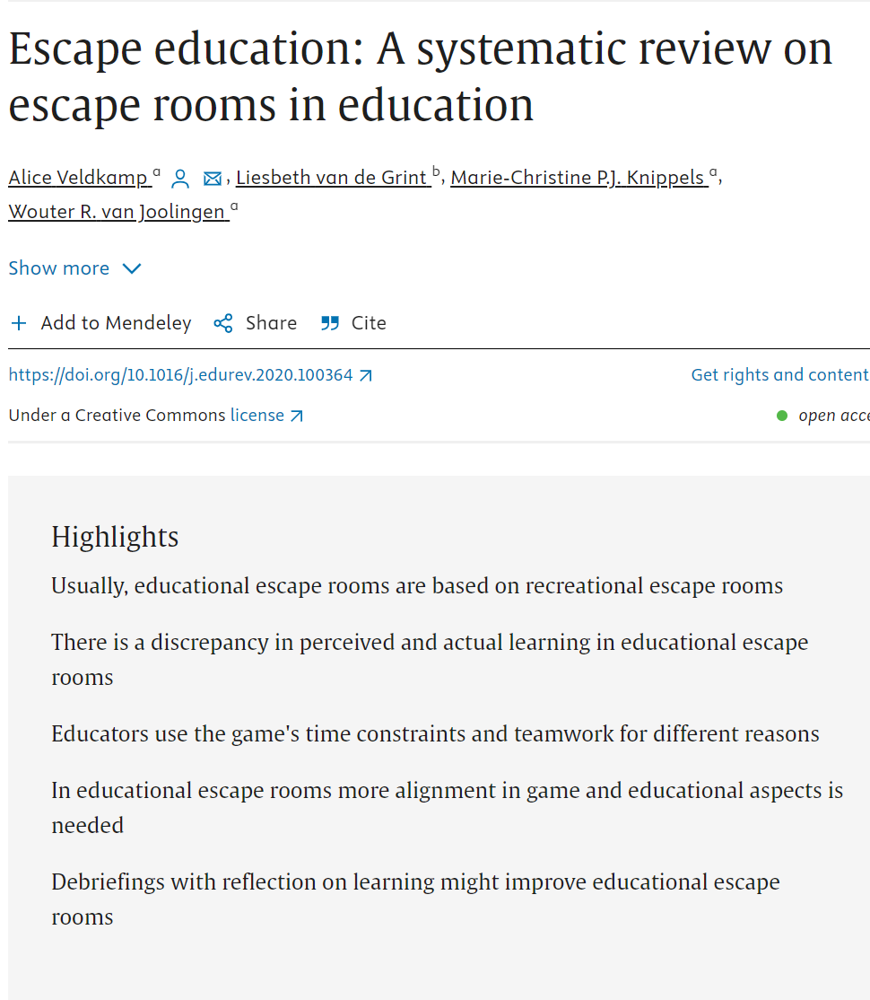 Escape education: A systematic review on
escape rooms in education
Alice Veldkamp a , Liesbeth van de Grint b, Marie-Christine P.J. Knippels a,
Wouter R. van Joolingen a
Show more
Add to Mendeley Share Cite
https://doi.org/10.1016/j.edurev.2020.100364 Get rights and content
Under a Creative Commons license open acce
Highlights
Usually, educational escape rooms are based on recreational escape rooms
There is a discrepancy in perceived and actual learning in educational escape
rooms
Educators use the game's time constraints and teamwork for different reasons
In educational escape rooms more alignment in game and educational aspects is
needed
Debriefings with reflection on learning might improve educational escape
rooms